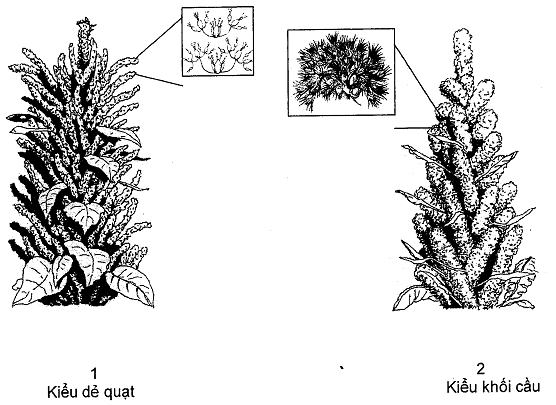 1
Kiểu dẻ quạt
2
Kiểu khối cầu